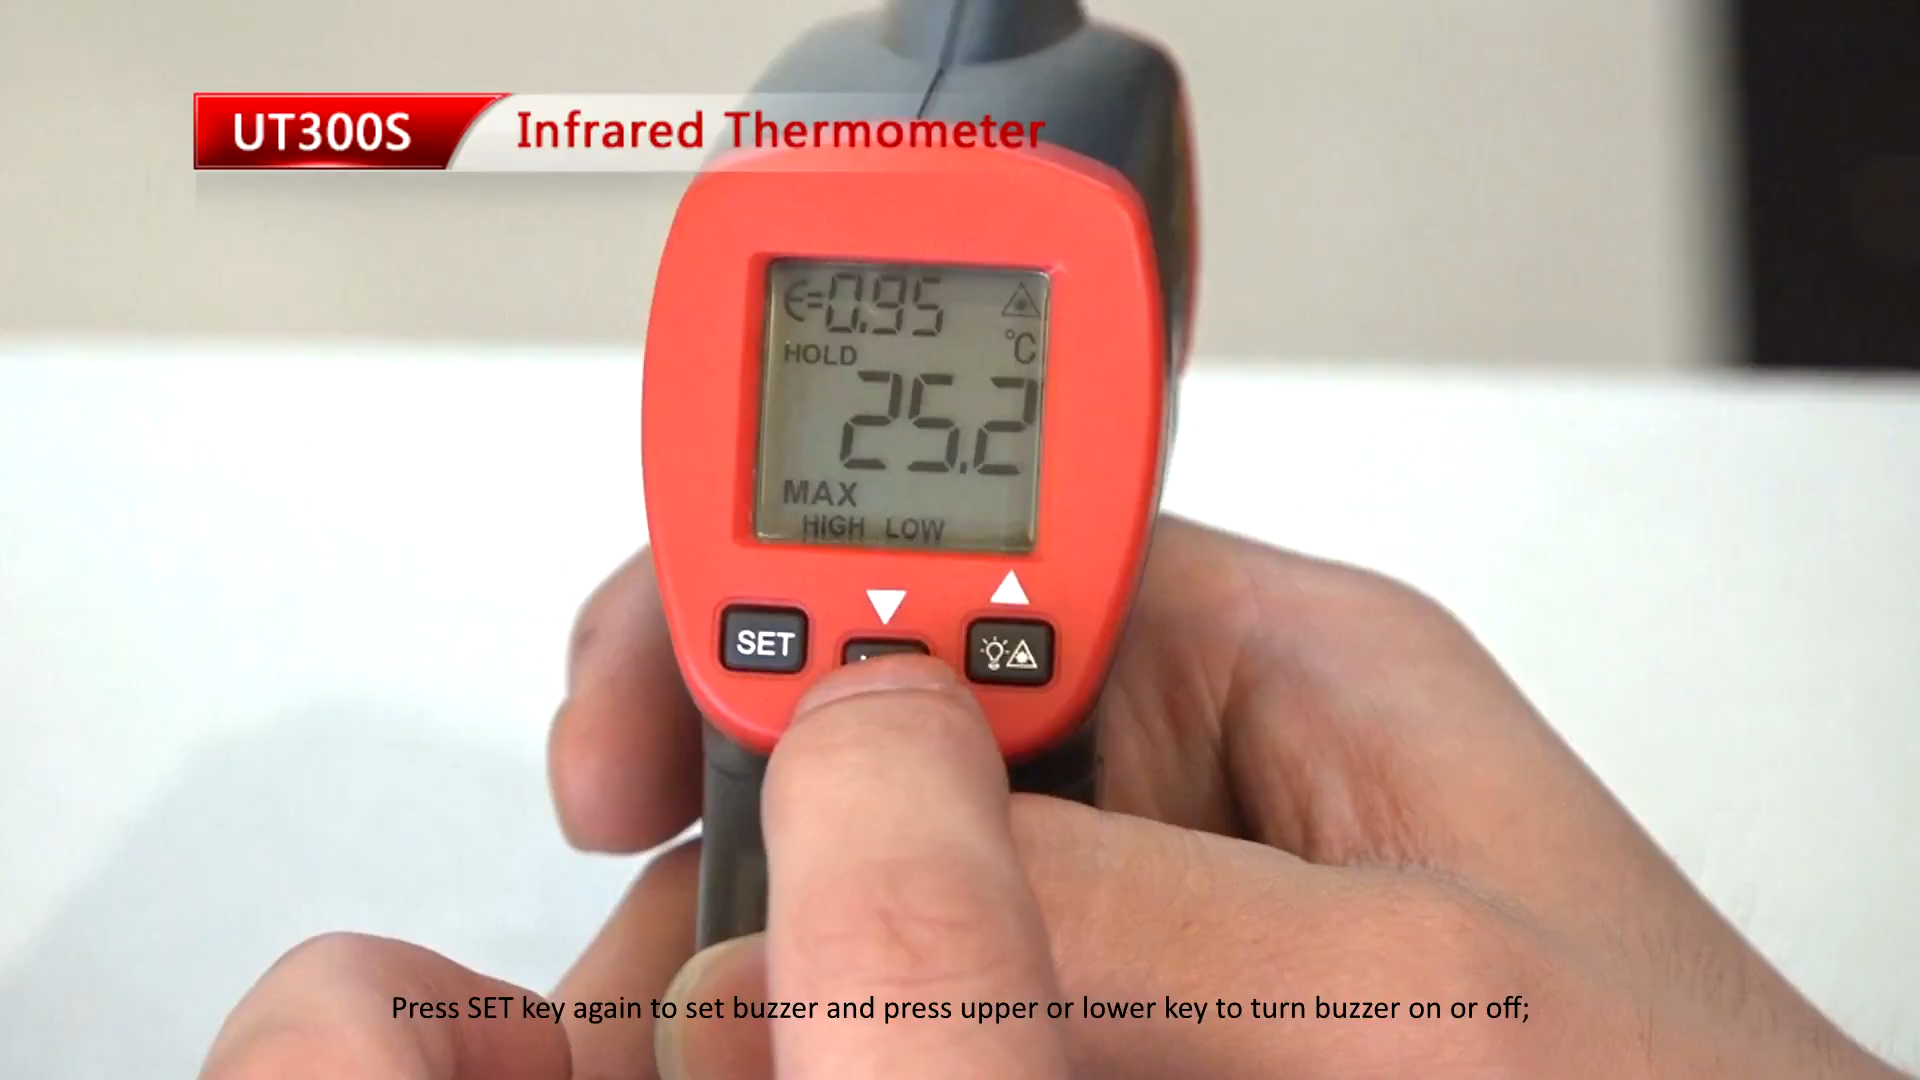 UT300S Infrared Thermometer
ϵ=0.95
°C
HOLD
25.2
MAX
HIGH LOW
SET
Press SET key again to set buzzer and press upper or lower key to turn buzzer on or off;